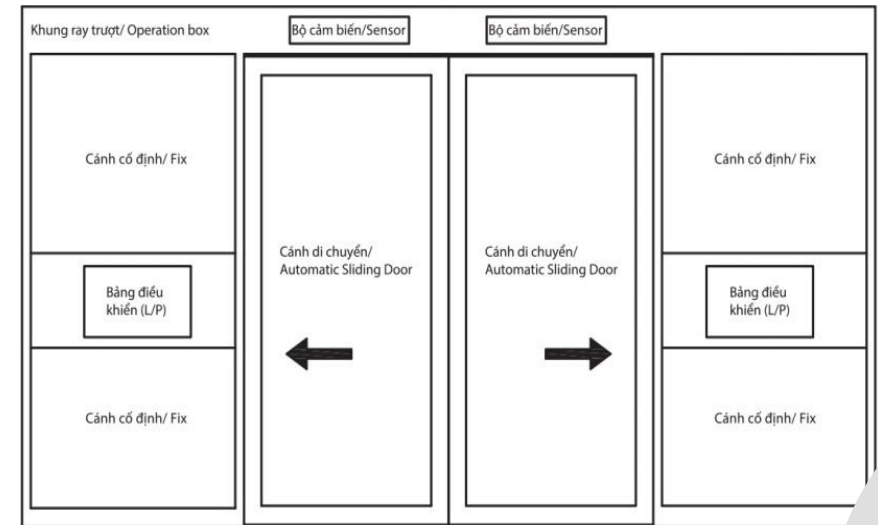 Khung ray trượt/ Operation box
Bộ cảm biến/Sensor
Bộ cảm biến/Sensor
Cánh cố định/ Fix
Cánh cố định/ Fix
Cánh di chuyển/
Automatic Sliding Door
Cánh di chuyển/
Automatic Sliding Door
Bảng điều
khiển (L/P)
Bảng điều
khiển (L/P)
Cánh cố định/ Fix
Cánh cố định/ Fix